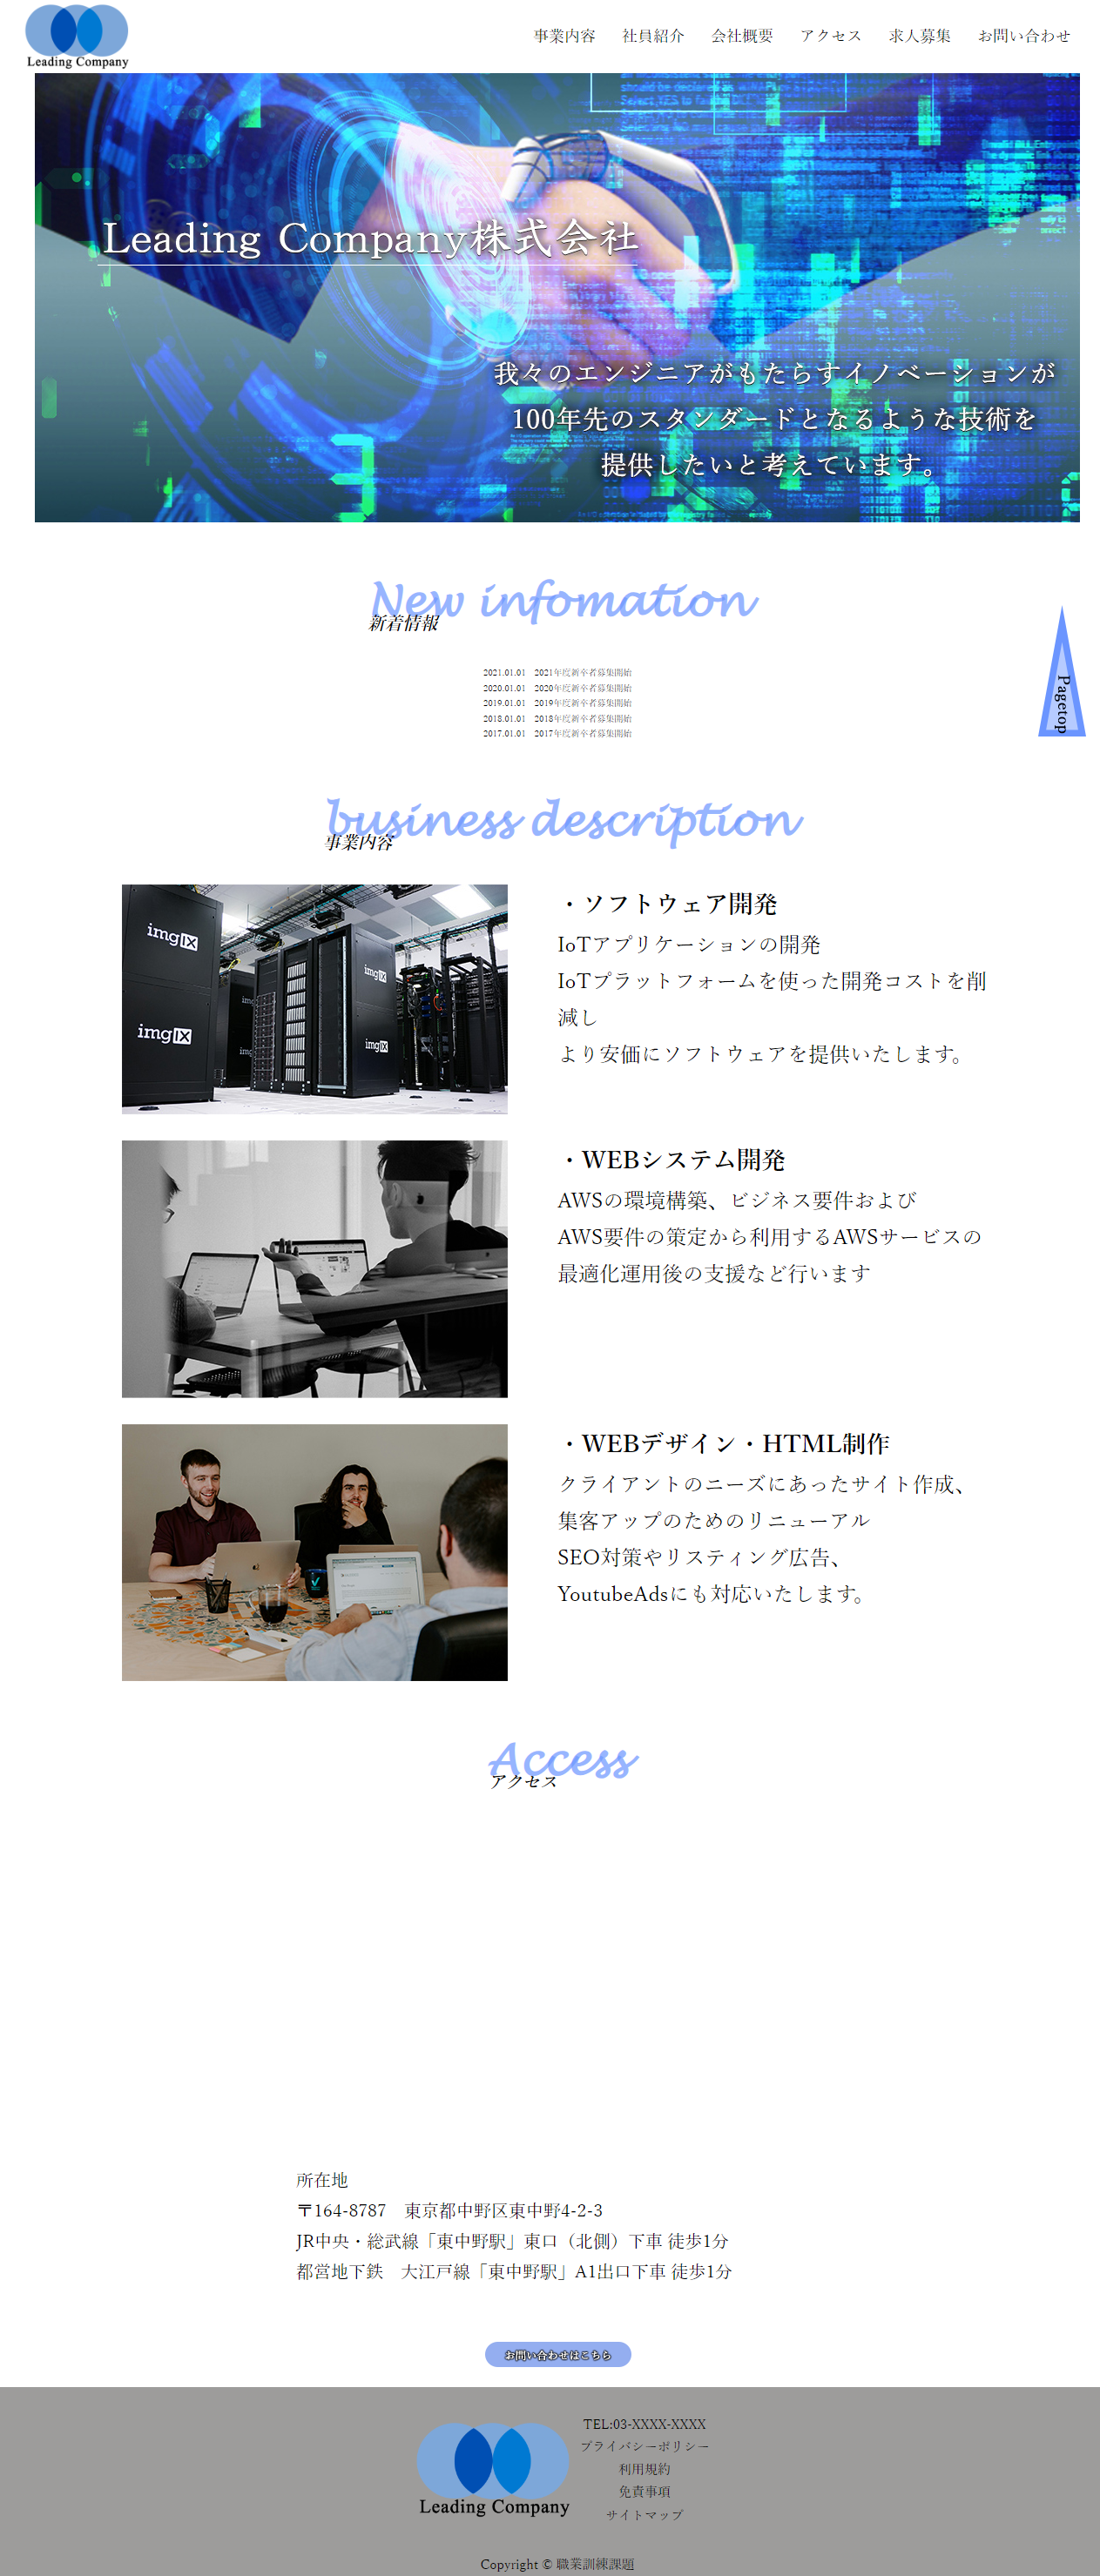 Leading Company
事業内容 社員紹介 会社概要 アクセス 求人募集 お問い合わせ
Leading Company株式会社
我々のエンジニアがもたらすイノベーションが
100年先のスタンダードとなるような技術を
提供したいと考えています。
New infomation
新着情報
2021.01.01 2021年度新卒者募集開始
2020.01.01 2020年度新卒者募集開始
2019.01.01 2019年度新卒者募集開始
2018.01.01 2018年度新卒者募集開始
2017.01.01 2017年度新卒者募集開始
Pagetop
business description
事業内容
imgIX
imgIX
imgIX
imgIX
・ソフトウェア開発
IoTアプリケーションの開発
IoTプラットフォームを使った開発コストを削
減し
より安価にソフトウェアを提供いたします。
・WEBシステム開発
AWSの環境構築、ビジネス要件および
AWS要件の策定から利用するAWSサービスの
最適化運用後の支援など行います
・WEBデザイン・HTML制作
クライアントのニーズにあったサイト作成、
集客アップのためのリニューアル
SEO対策やリスティング広告、
YoutubeAdsにも対応いたします。
Access
アクセス
所在地
〒164-8787　東京都中野区東中野4-2-3
JR中央・総武線「東中野駅」東口（北側）下車 徒歩1分
都営地下鉄　大江戸線「東中野駅」A1出口下車 徒歩1分
お問い合わせはこちら
Leading Company
TEL:03-XXXX-XXXX
プライバシーポリシー
利用規約
免責事項
サイトマップ
Copyright © 職業訓練課題